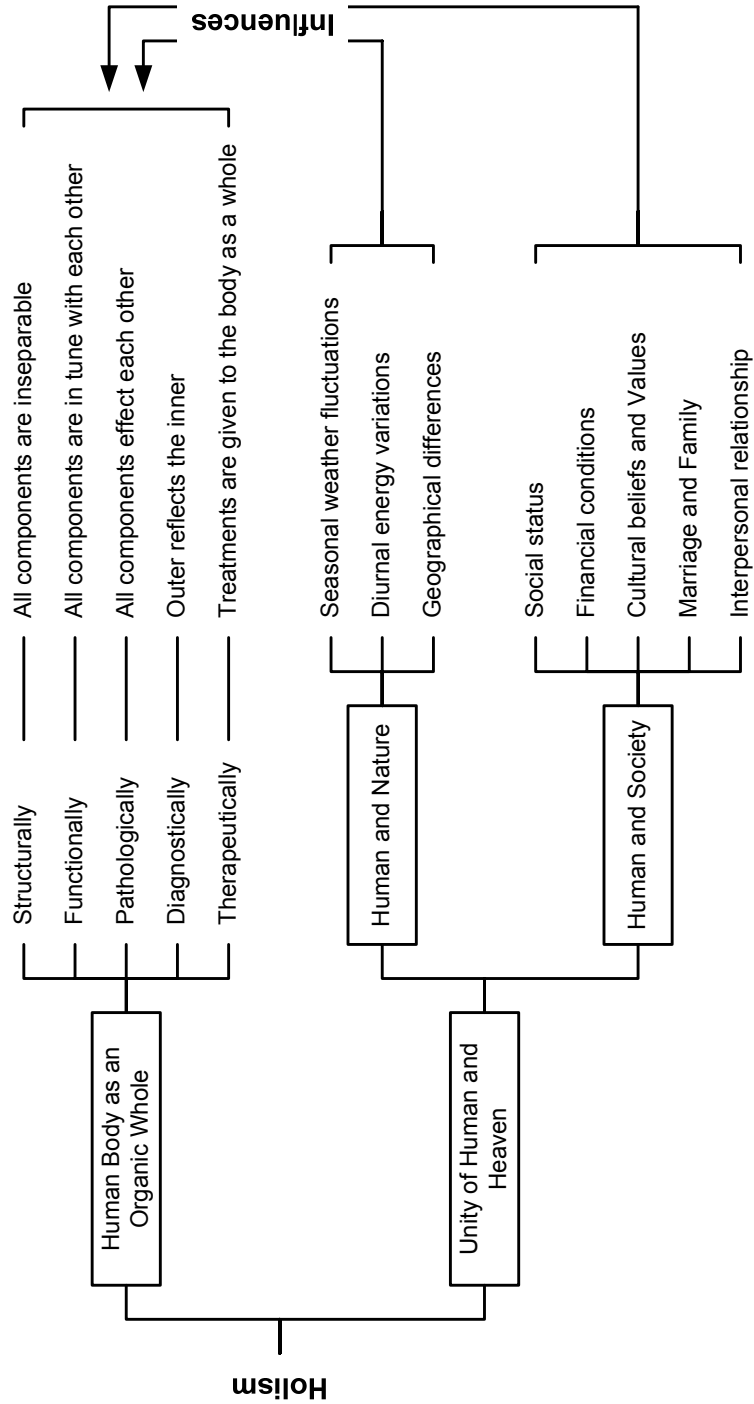 Holism
Human Body as an
Organic Whole
Structurally
All components are inseparable
Functionally
All components are in tune with each other
Pathologically
All components effect each other
Diagnostically
Outer reflects the inner
Therapeutically
Treatments are given to the body as a whole
Unity of Human and
Heaven
Human and Nature
Seasonal weather fluctuations
Diurnal energy variations
Geographical differences
Human and Society
Social status
Financial conditions
Cultural beliefs and Values
Marriage and Family
Interpersonal relationship
Influences